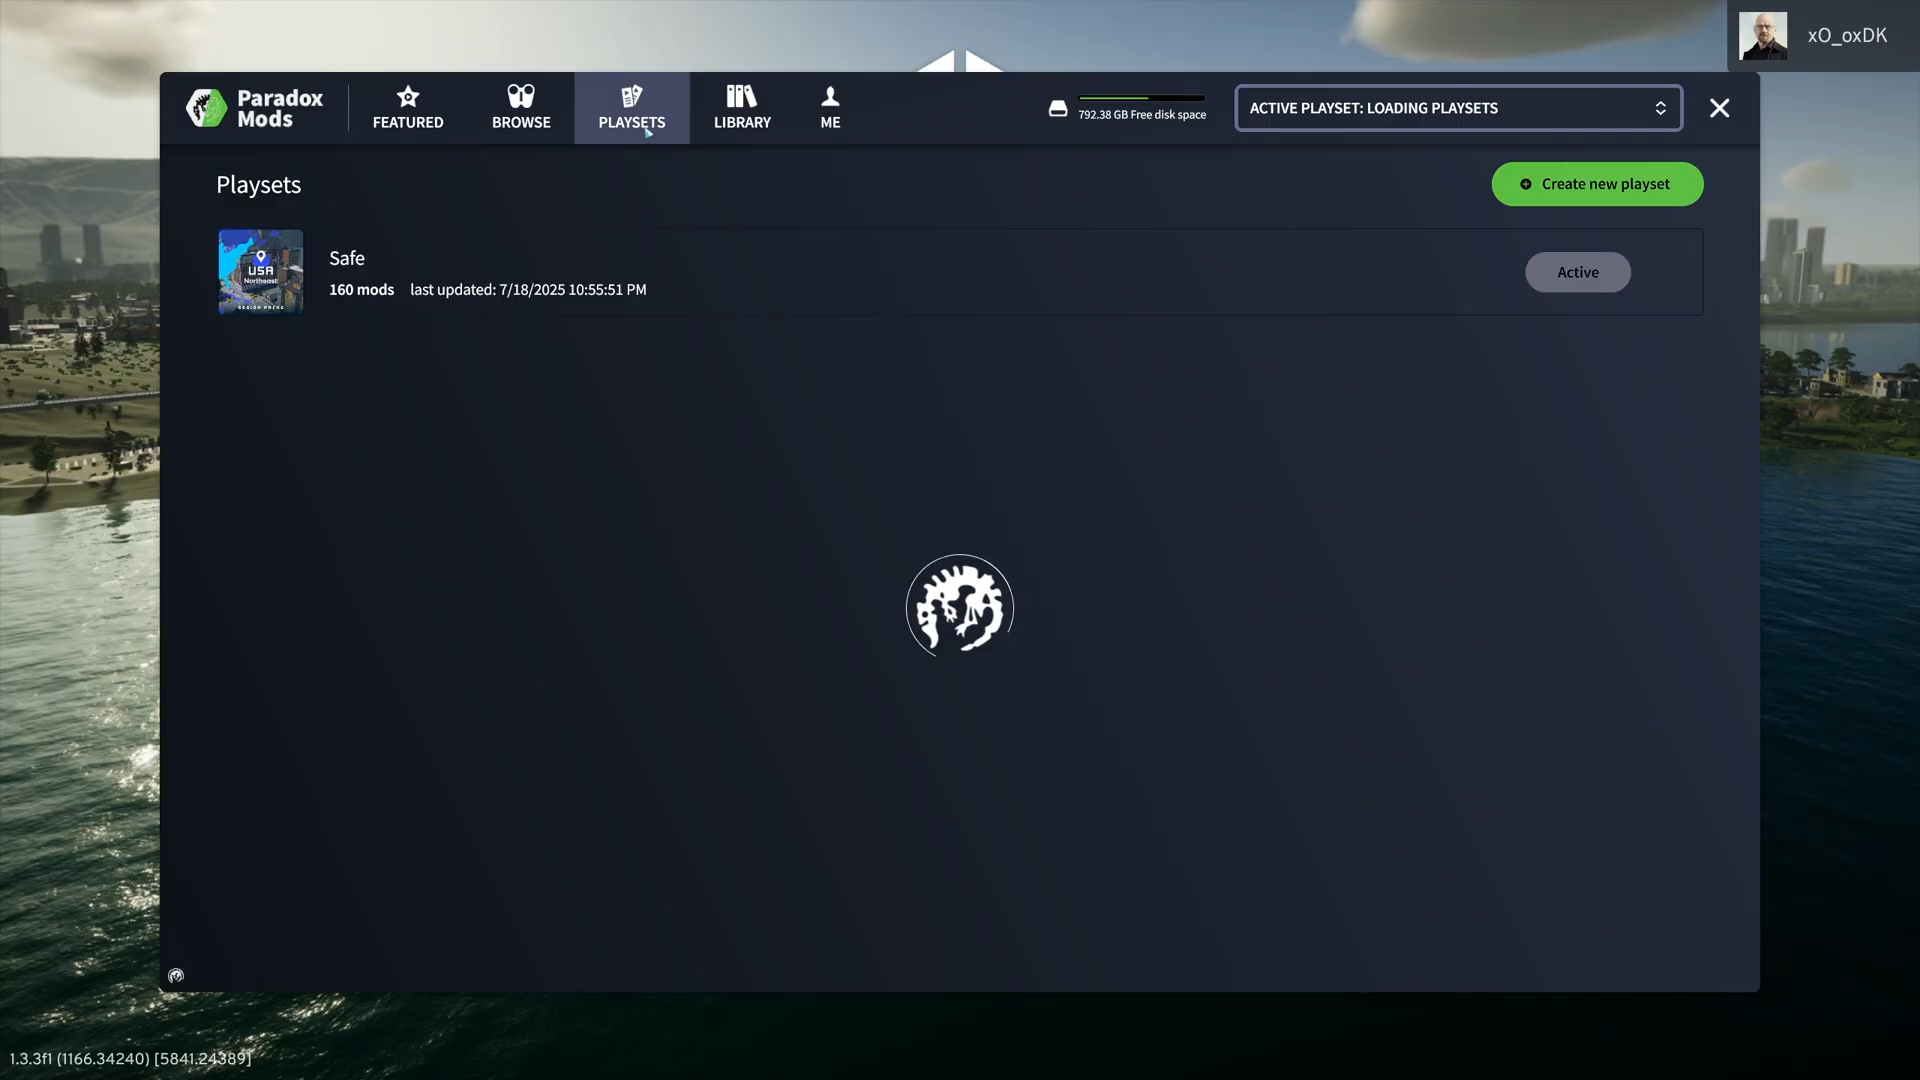 xO_oxDK
Paradox
Mods
FEATURED
BROWSE
PLAYSETS
LIBRARY
ME
792.38 GB Free disk space
ACTIVE PLAYSET: LOADING PLAYSETS
Playsets
Create new playset
USA
Northeast
REGION PACKS
Safe
160 mods last updated: 7/18/2025 10:55:51 PM
Active
1.3.3f1 (1166.34240) [5841.24389]